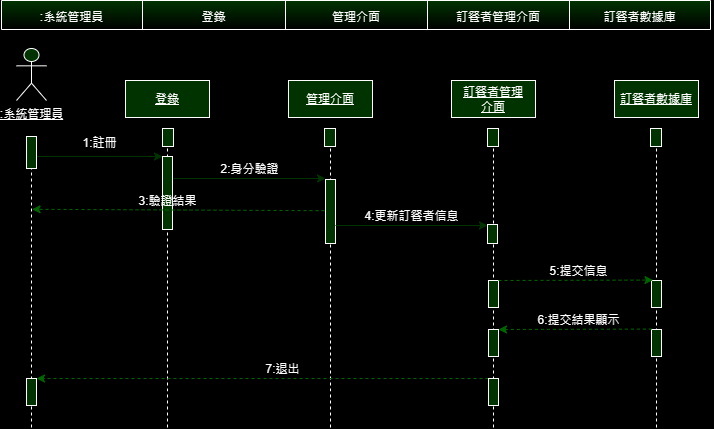 :系統管理員
登錄
管理介面
訂餐者管理介面
訂餐者數據庫
:系統管理員
登錄
管理介面
訂餐者管理
介面
訂餐者數據庫
1:註冊
2:身分驗證
3:驗證結果
4:更新訂餐者信息
5:提交信息
6:提交結果顯示
7:退出